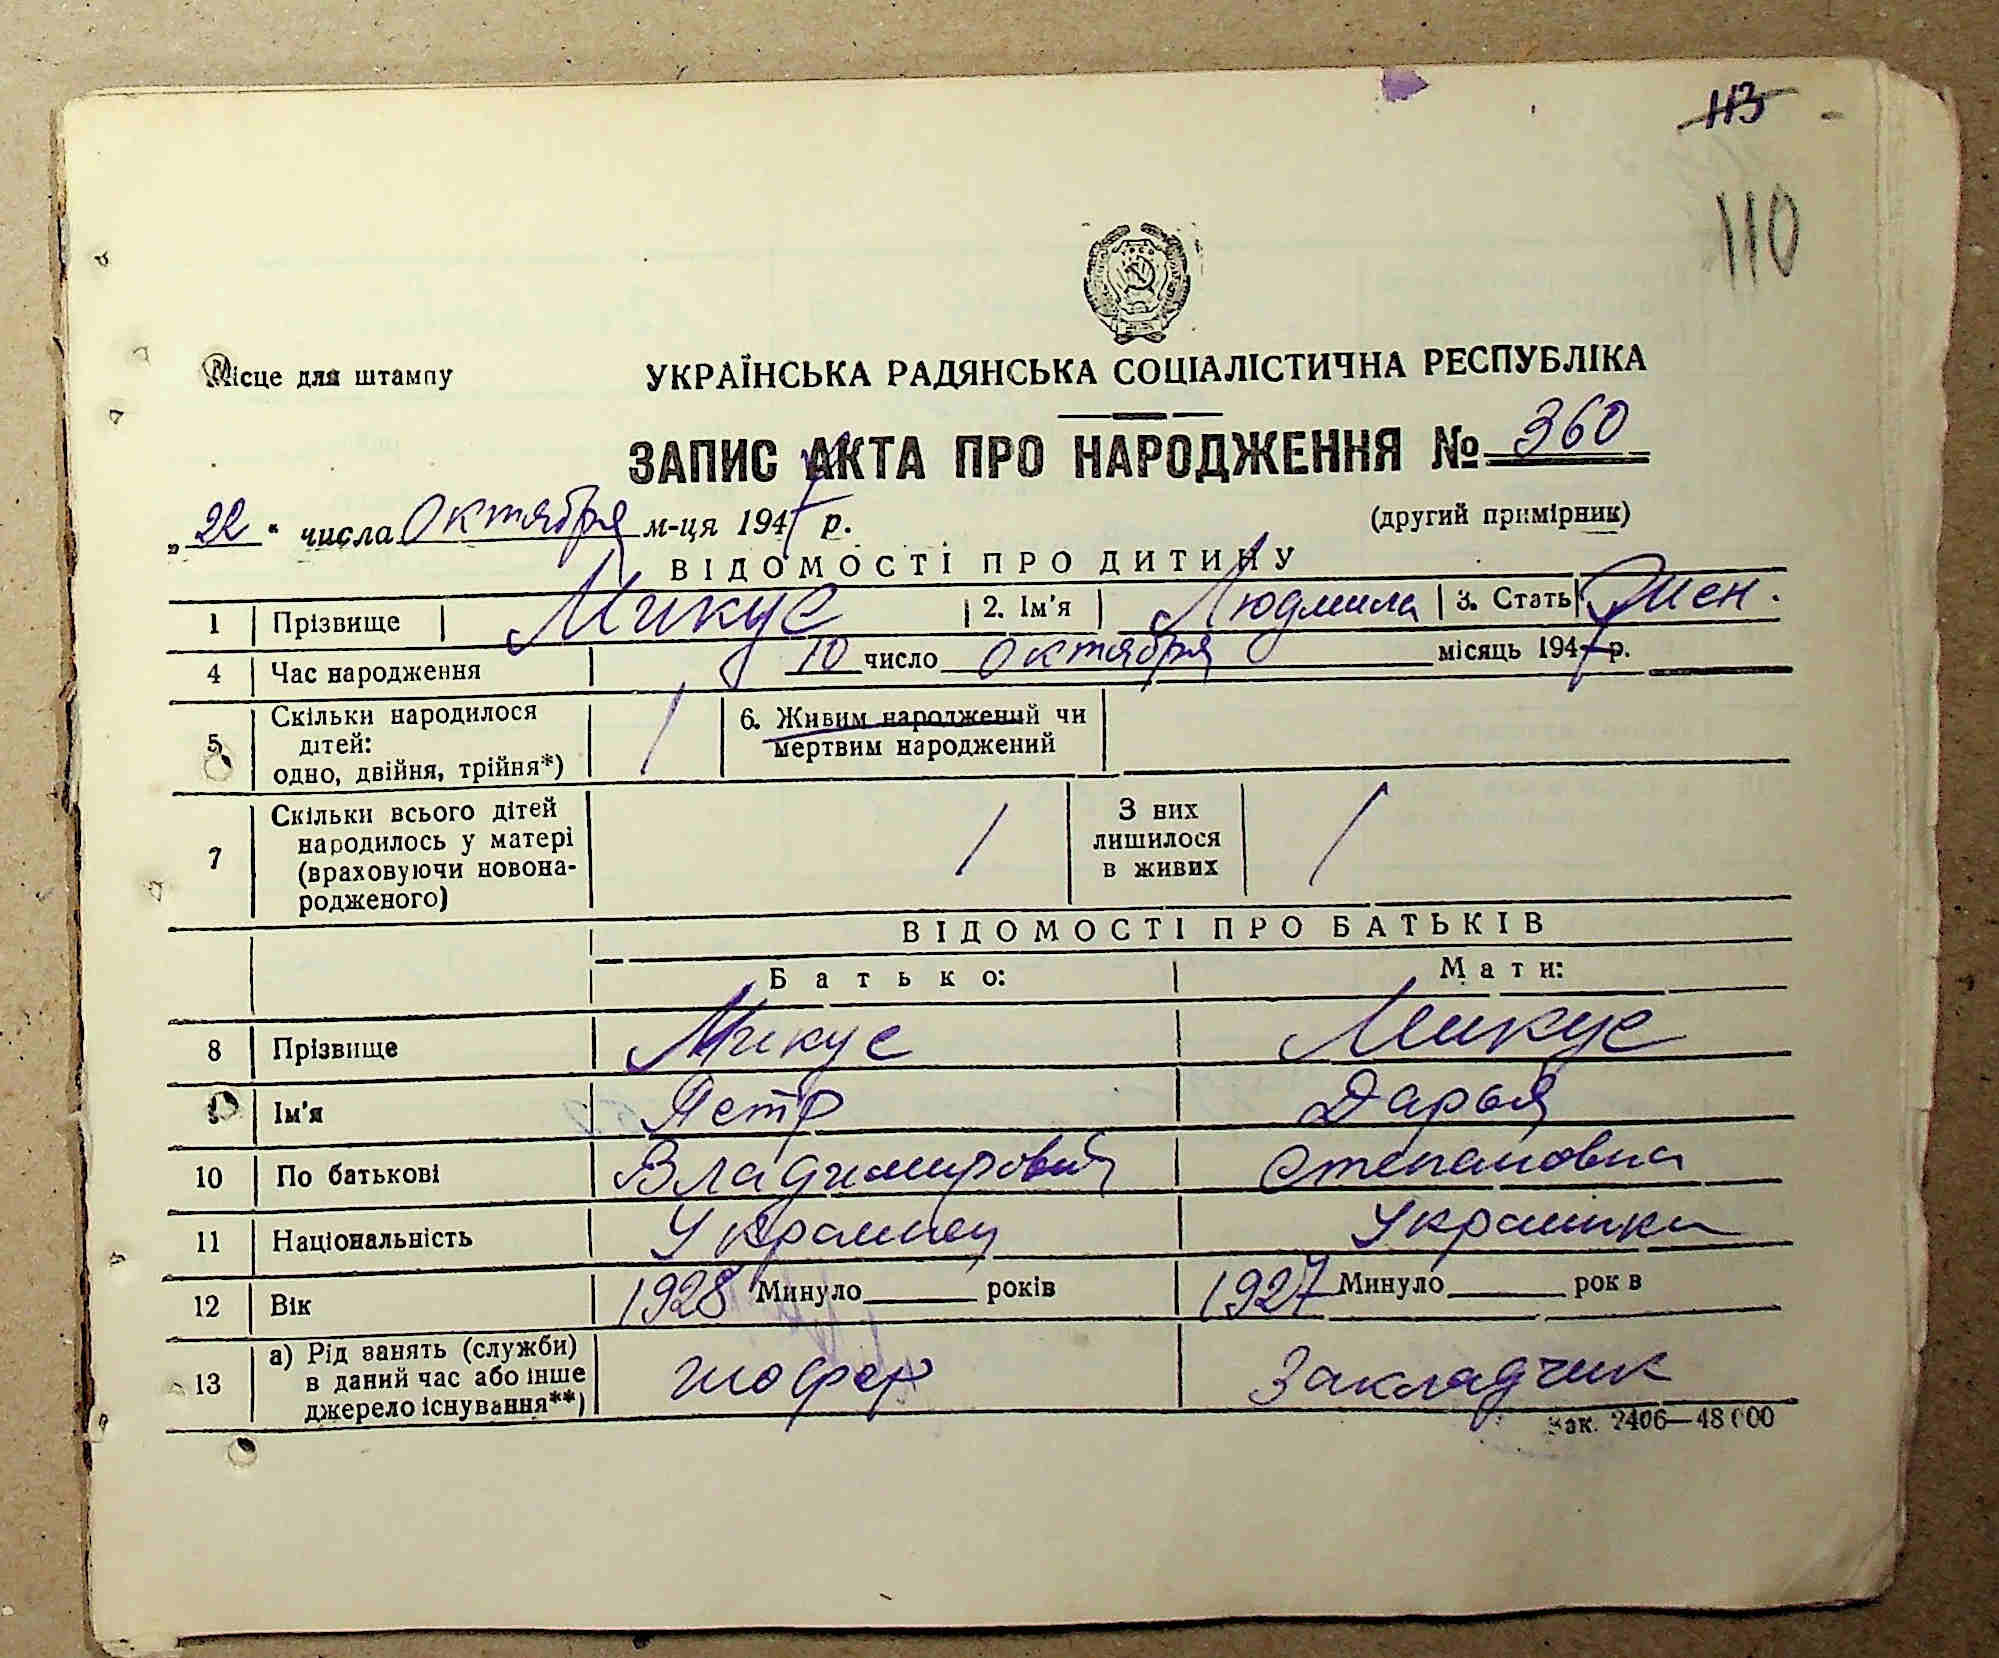 113
110
Місце для штампу
УКРАЇНСЬКА РАДЯНСЬКА СОЦІАЛІСТИЧНА РЕСПУБЛІКА
ЗАПИС АКТА ПРО НАРОДЖЕННЯ № 360
(другий примірник)
„22“ числа Октября м-ця 1947 р.
ВІДОМОСТІ ПРО ДИТИНУ
1 Прізвище Микус 2. Ім'я Людмила 3. Стать Жен.
4 Час народження 10 число Октября місяць 1947 р.
5 Скільки народилося дітей: одно, двійня, трійня*) 1 6. Живим народжений чи мертвим народжений
7 Скільки всього дітей народилось у матері (враховуючи новонародженого) 1 З них лишилося в живих 1
ВІДОМОСТІ ПРО БАТЬКІВ
Батько: Мати:
8 Прізвище Микус Микус
9 Ім'я Петр Дарья
10 По батькові Владимирович Степановна
11 Національність Украинец Украинка
12 Вік 1928 Минуло років 1927 Минуло рок в
13 а) Рід занять (служби) в даний час або інше джерело існування**) шофер Закладчик
Зак. 2406—48000